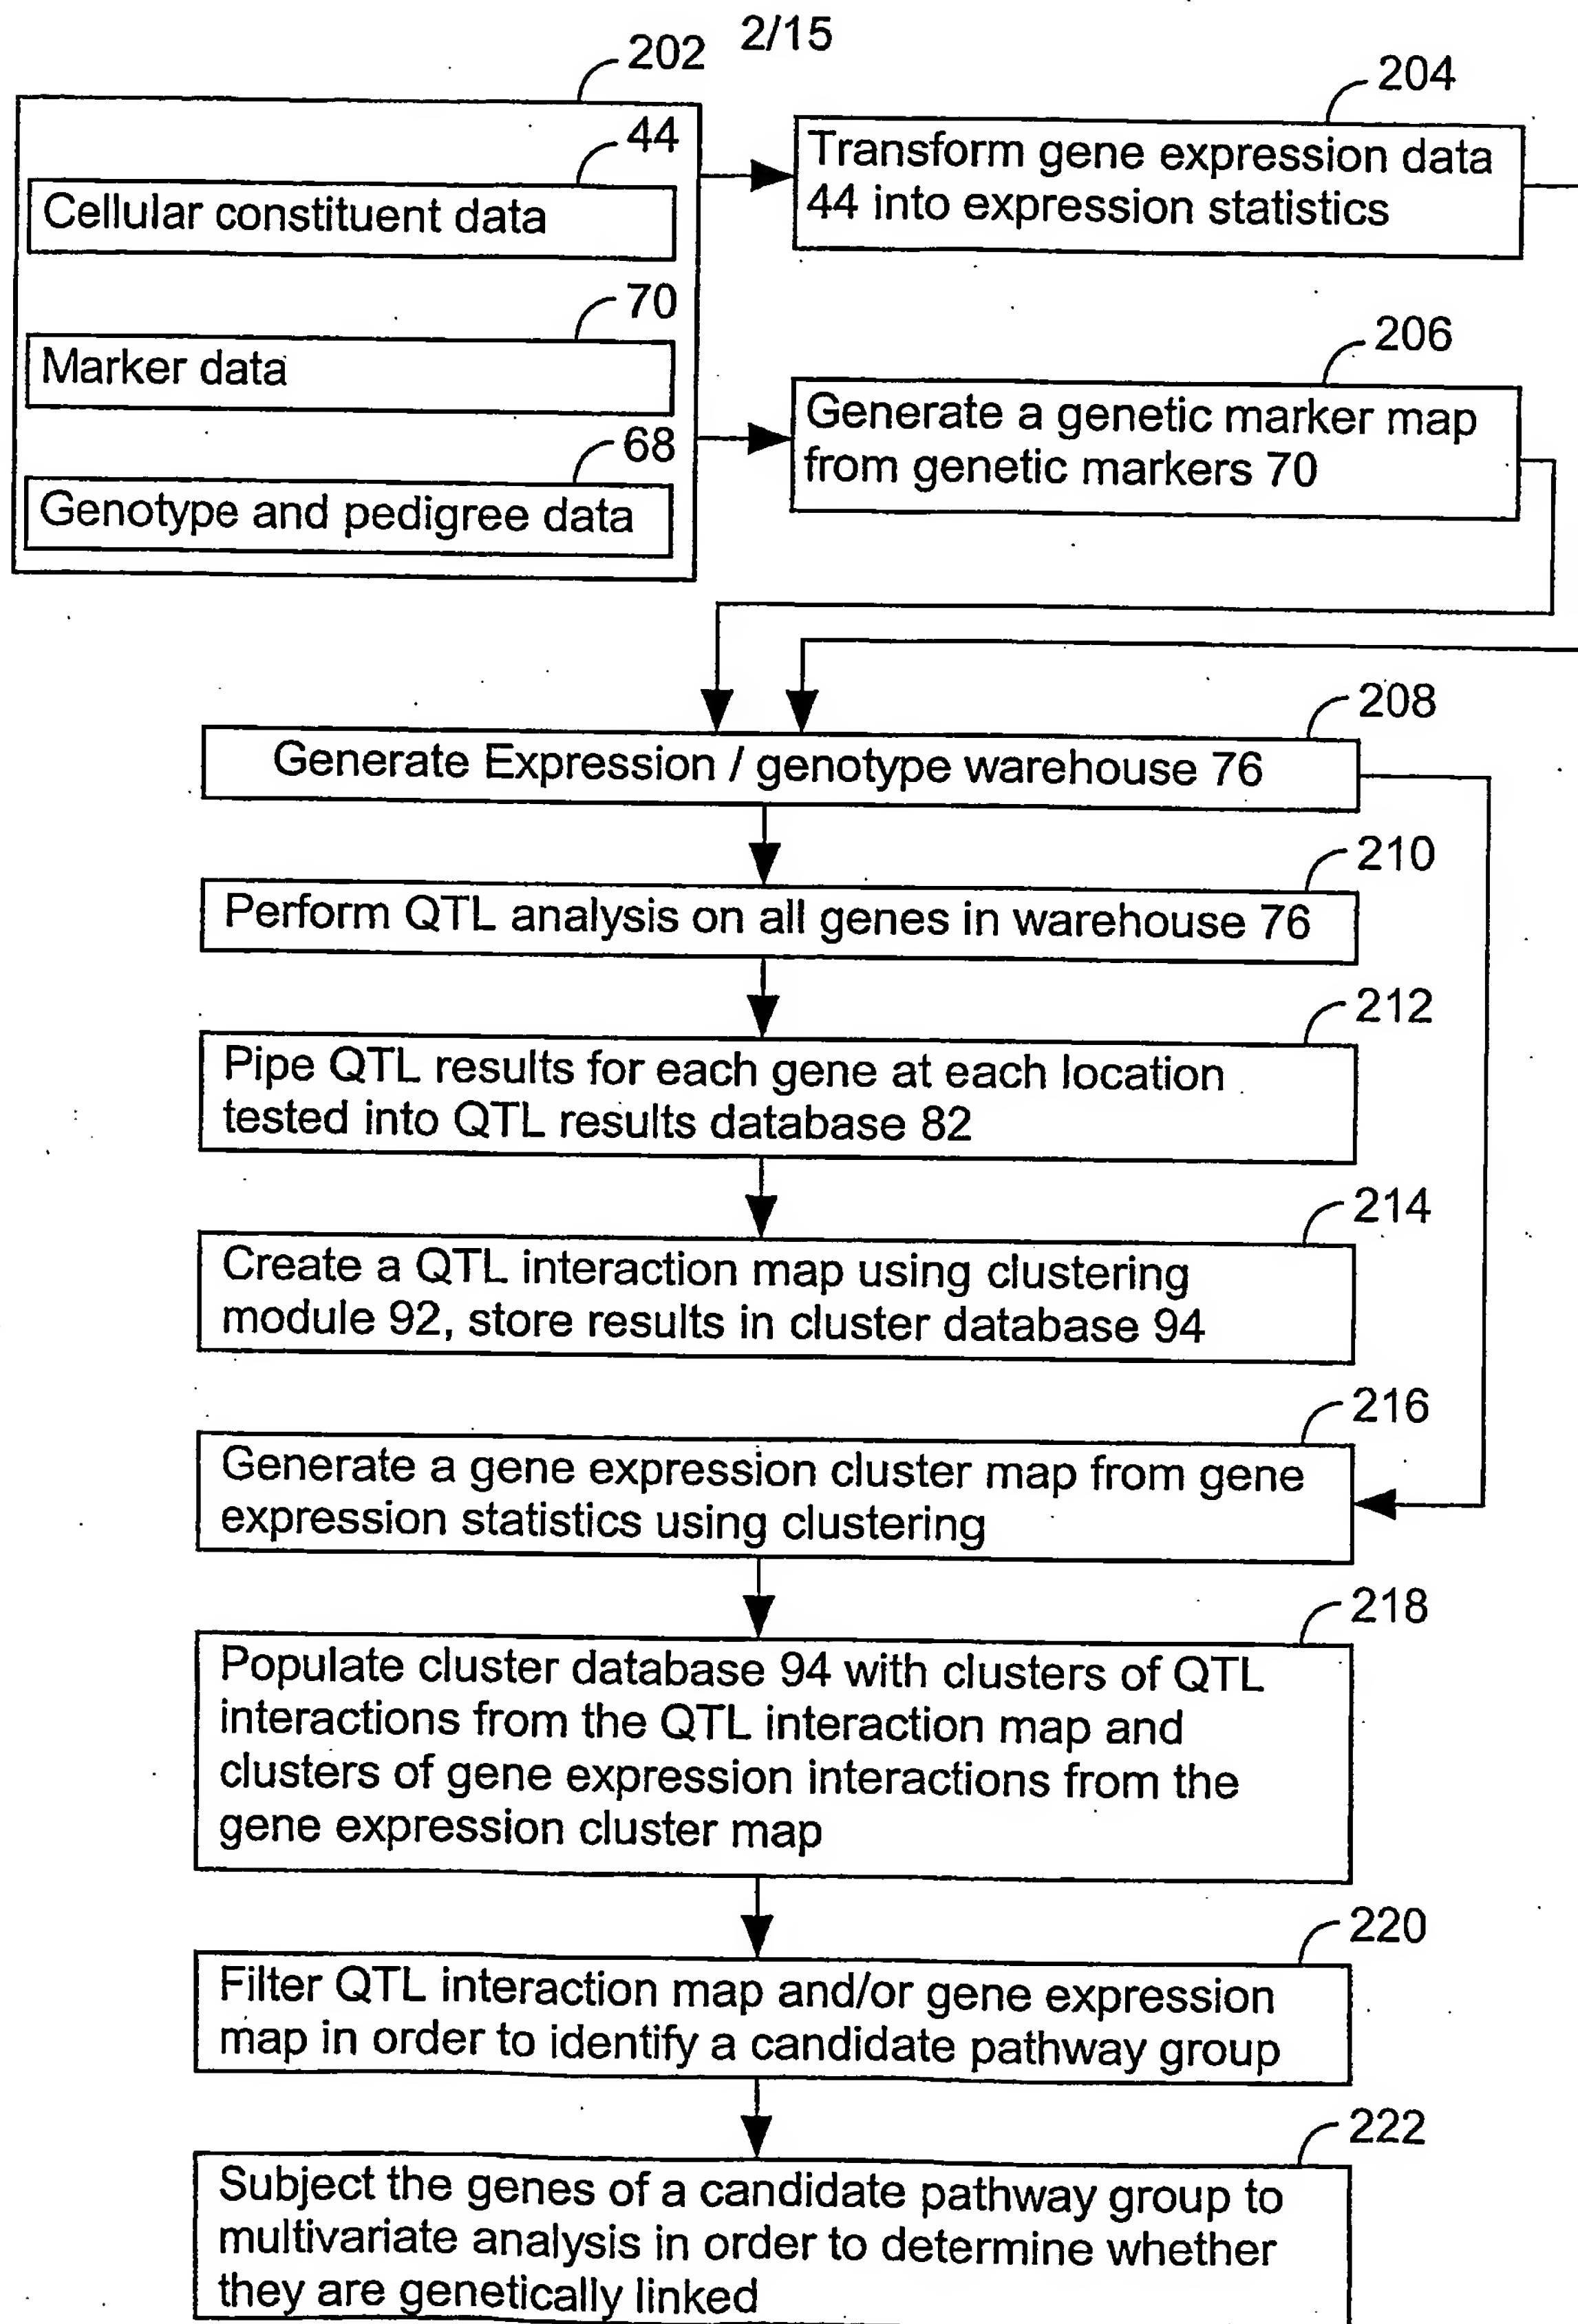 2/15
202
44
Cellular constituent data
70
Marker data
68
Genotype and pedigree data
204
Transform gene expression data
44 into expression statistics
206
Generate a genetic marker map
from genetic markers 70
208
Generate Expression / genotype warehouse 76
210
Perform QTL analysis on all genes in warehouse 76
212
Pipe QTL results for each gene at each location
tested into QTL results database 82
214
Create a QTL interaction map using clustering
module 92, store results in cluster database 94
216
Generate a gene expression cluster map from gene
expression statistics using clustering
218
Populate cluster database 94 with clusters of QTL
interactions from the QTL interaction map and
clusters of gene expression interactions from the
gene expression cluster map
220
Filter QTL interaction map and/or gene expression
map in order to identify a candidate pathway group
222
Subject the genes of a candidate pathway group to
multivariate analysis in order to determine whether
they are genetically linked